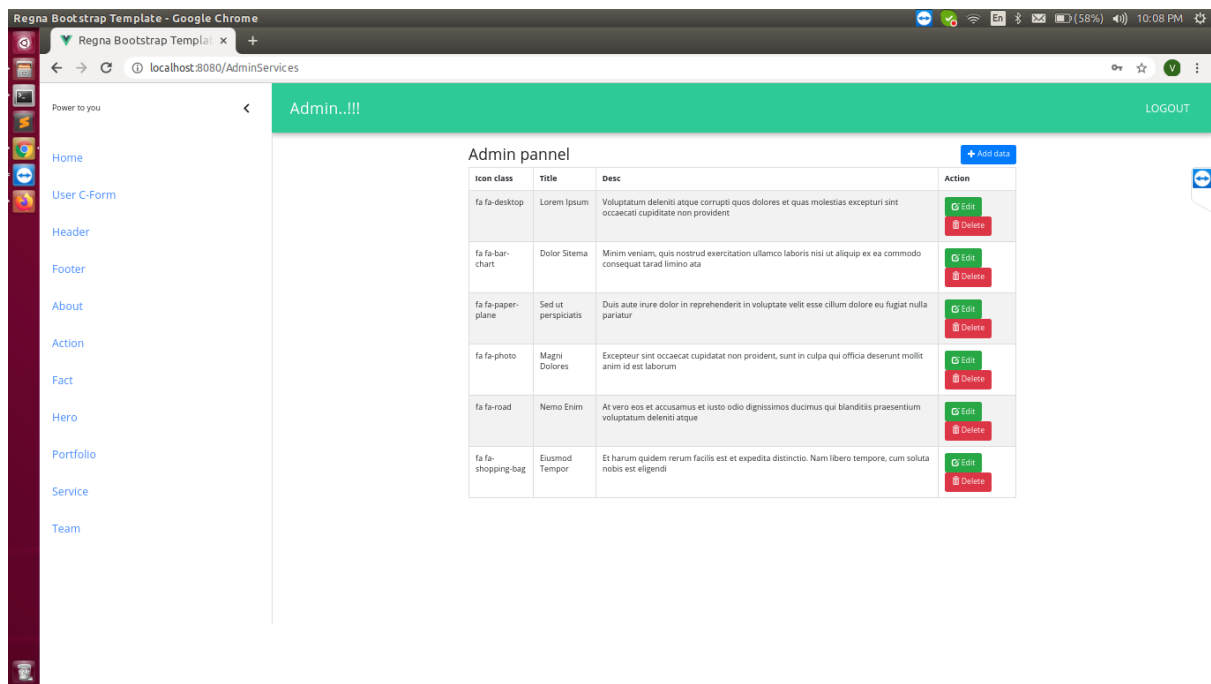 Regna Bootstrap Template - Google Chrome
En (58%) 10:08 PM
Regna Bootstrap Templat × +
localhost:8080/AdminServices
V
Power to you
Admin..!!!
LOGOUT
Home
User C-Form
Header
Footer
About
Action
Fact
Hero
Portfolio
Service
Team
Admin pannel
+ Add data
Icon class Title Desc Action
fa fa-desktop Lorem Ipsum Voluptatum deleniti atque corrupti quos dolores et quas molestias excepturi sint Edit
occaecati cupiditate non provident Delete
fa fa-bar- Dolor Sitema Minim veniam, quis nostrud exercitation ullamco laboris nisi ut aliquip ex ea commodo Edit
chart consequat tarad limino ata Delete
fa fa-paper- Sed ut Duis aute irure dolor in reprehenderit in voluptate velit esse cillum dolore eu fugiat nulla Edit
plane perspiciatis pariatur Delete
fa fa-photo Magni Excepteur sint occaecat cupidatat non proident, sunt in culpa qui officia deserunt mollit Edit
Dolores anim id est laborum Delete
fa fa-road Nemo Enim At vero eos et accusamus et iusto odio dignissimos ducimus qui blanditiis praesentium Edit
voluptatum deleniti atque Delete
fa fa- Eiusmod Et harum quidem rerum facilis est et expedita distinctio. Nam libero tempore, cum soluta Edit
shopping-bag Tempor nobis est eligendi Delete